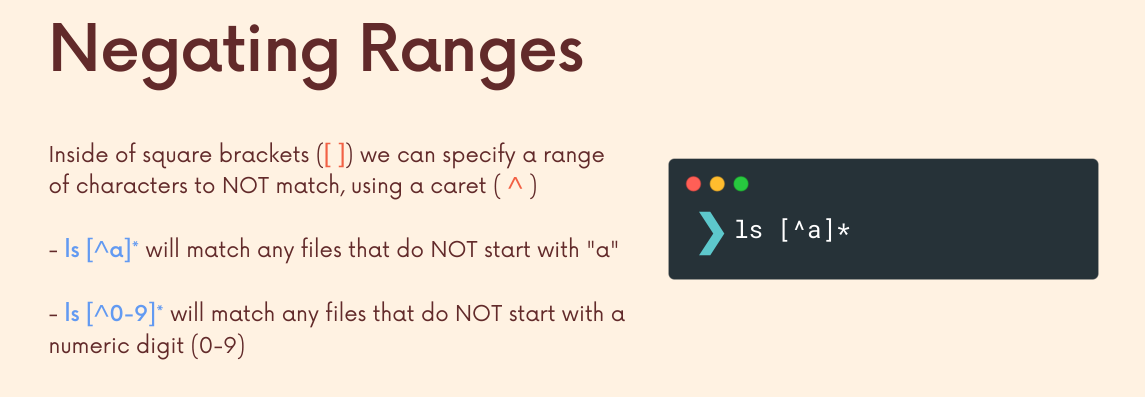 Negating Ranges
Inside of square brackets ([ ]) we can specify a range
of characters to NOT match, using a caret ( ^ )
- ls [^a]* will match any files that do NOT start with "a"
- ls [^0-9]* will match any files that do NOT start with a
numeric digit (0-9)
❯ ls [^a]*